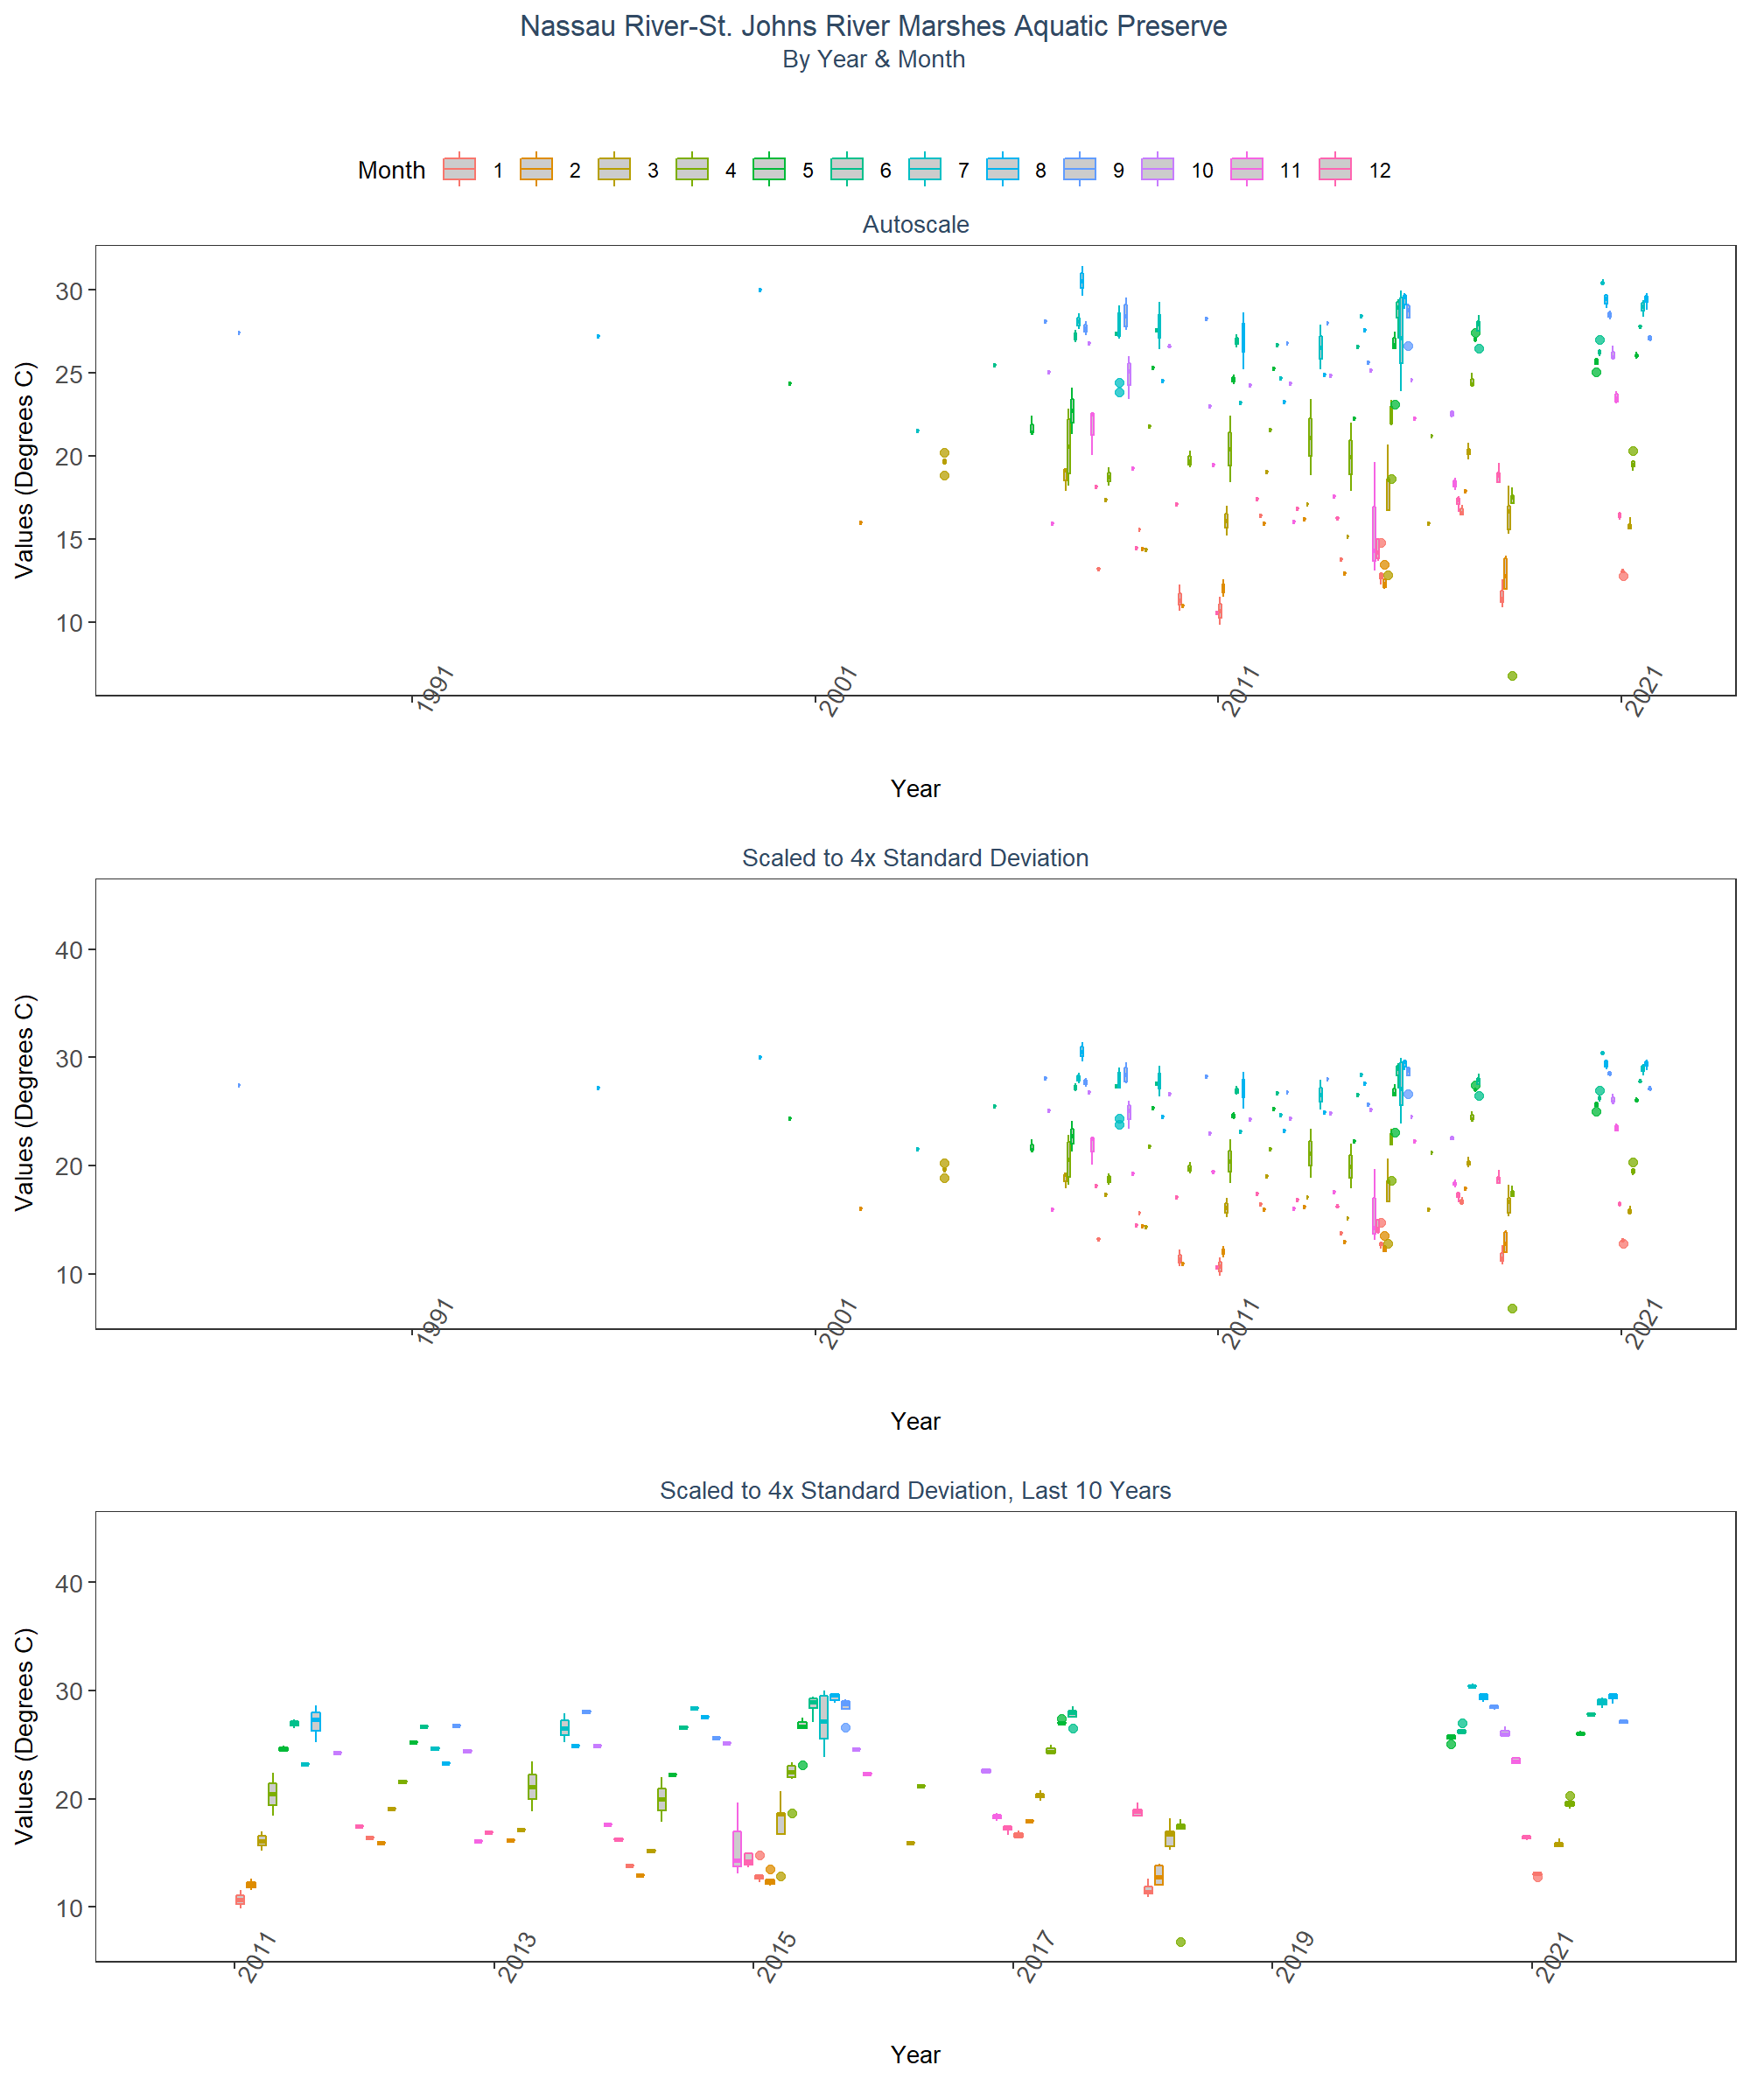 Nassau River-St. Johns River Marshes Aquatic Preserve
By Year & Month
Month 1 2 3 4 5 6 7 8 9 10 11 12
Autoscale
Values (Degrees C)
30
25
20
15
10
1991 2001 2011 2021
Year
Scaled to 4x Standard Deviation
Values (Degrees C)
40
30
20
10
1991 2001 2011 2021
Year
Scaled to 4x Standard Deviation, Last 10 Years
Values (Degrees C)
40
30
20
10
2011 2013 2015 2017 2019 2021
Year